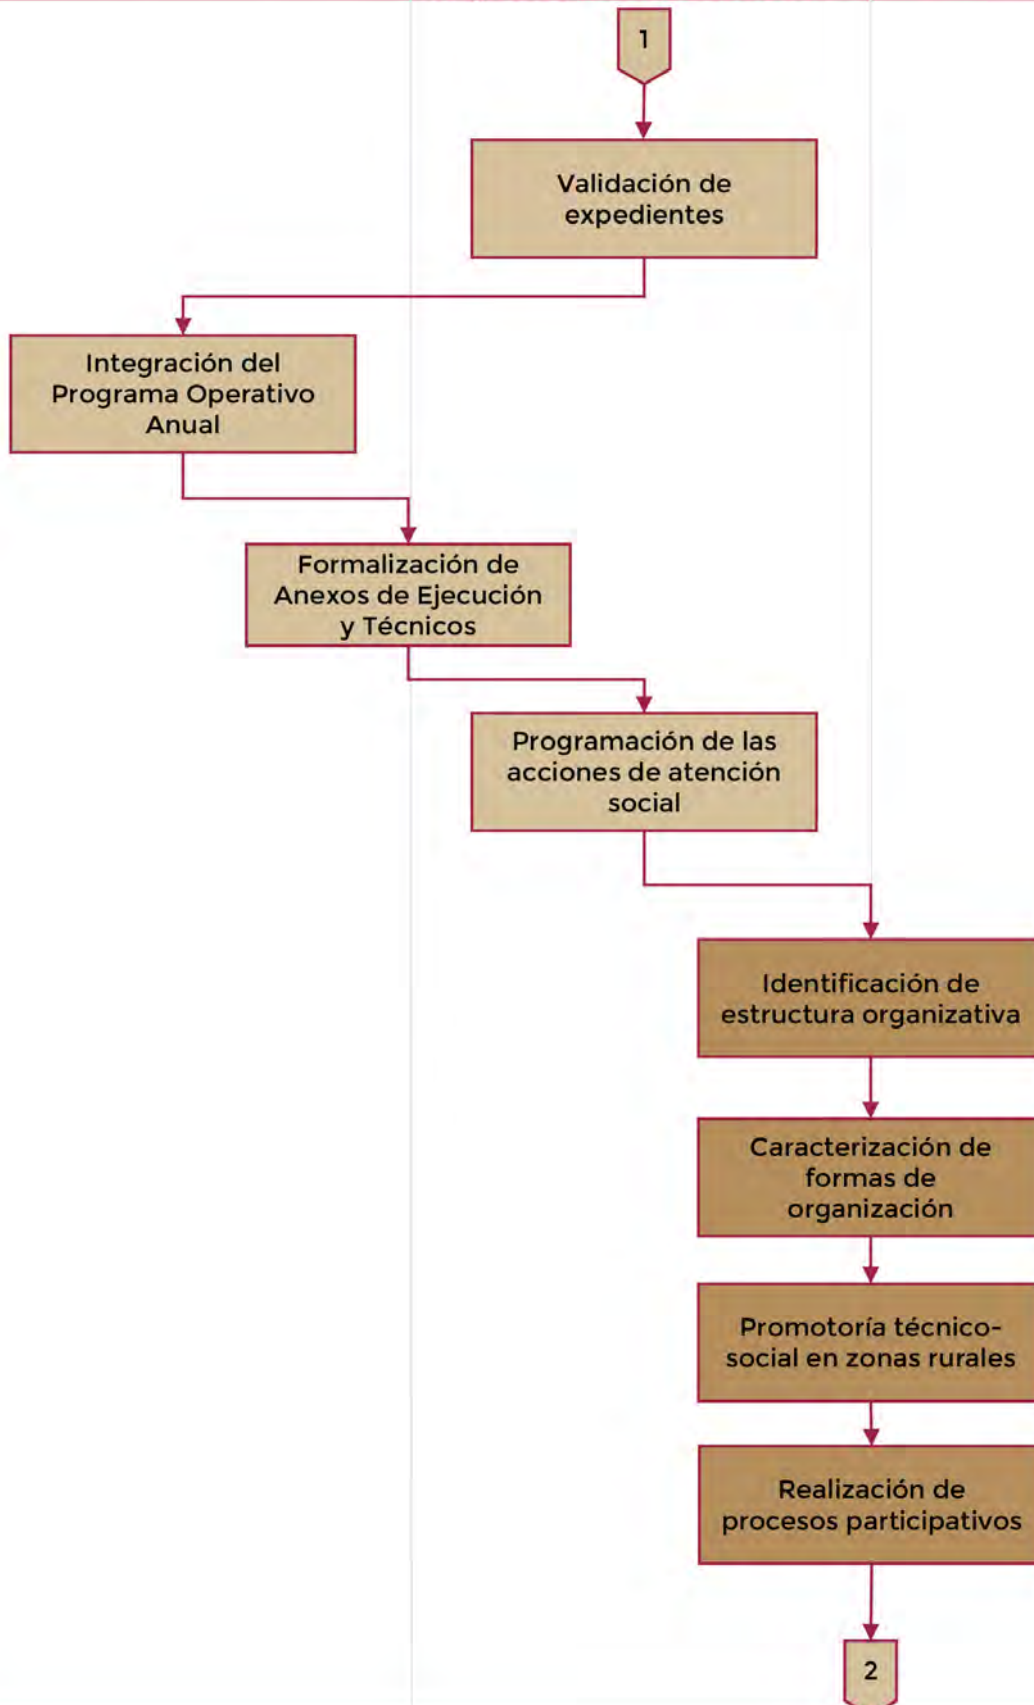 1
Validación de
expedientes
Integración del
Programa Operativo
Anual
Formalización de
Anexos de Ejecución
y Técnicos
Programación de las
acciones de atención
social
Identificación de
estructura organizativa
Caracterización de
formas de
organización
Promotoría técnico-
social en zonas rurales
Realización de
procesos participativos
2